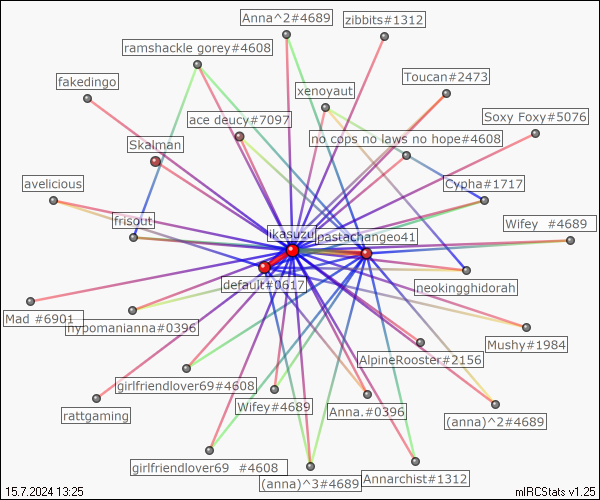 Anna^2#4689
zibbits#1312
ramshackle gorey#4608
fakedingo
Toucan#2473
xenoyaut
ace deucy#7097
Soxy Foxy#5076
no cops no laws no hope#4608
Skalman
avelicious
Cypha#1717
frisout
Wifey #4689
ikasuzu
pastachange041
default#0617
neokingghidorah
Mad #6901
hypomanianna#0396
Mushy#1984
AlpineRooster#2156
girlfriendlover69#4608
rattgaming
Wifey#4689
Anna.#0396
(anna)^2#4689
girlfriendlover69 #4608
(anna)^3#4689
Annarchist#1312
15.7.2024 13:25
mIRCStats v1.25